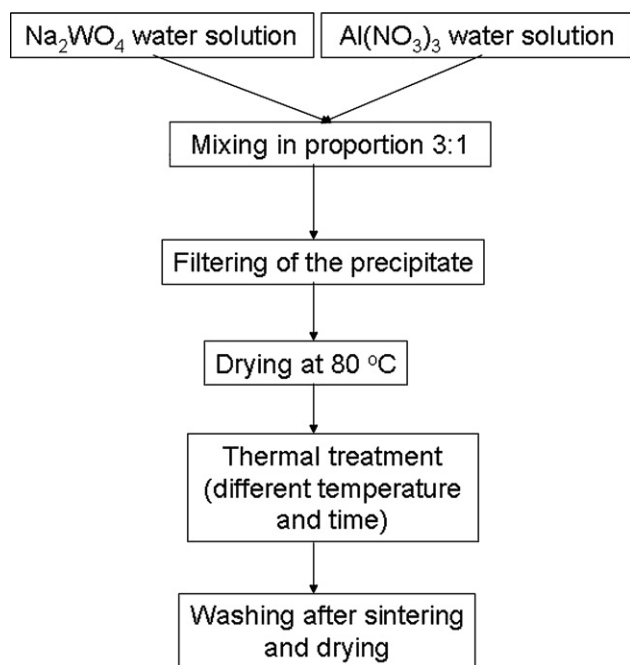 Na₂WO₄ water solution
Al(NO₃)₃ water solution
Mixing in proportion 3:1
Filtering of the precipitate
Drying at 80 °C
Thermal treatment
(different temperature
and time)
Washing after sintering
and drying